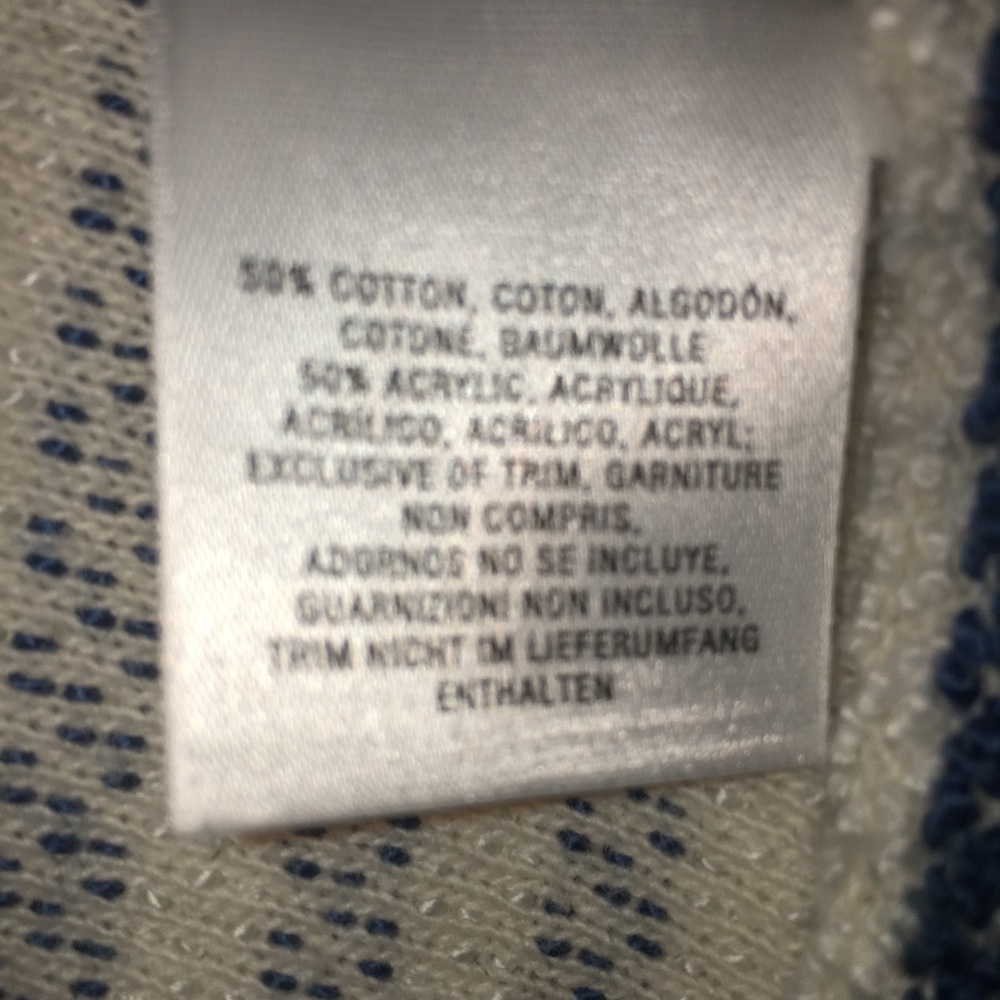 50% COTTON, COTON, ALGODÓN,
COTONE, BAUMWOLLE
50% ACRYLIC, ACRYLIQUE,
ACRÍLICO, ACRILICO, ACRYL;
EXCLUSIVE OF TRIM, GARNITURE
NON COMPRIS,
ADORNOS NO SE INCLUYE,
GUARNIZIONI NON INCLUSO,
TRIM NICHT IM LIEFERUMFANG
ENTHALTEN